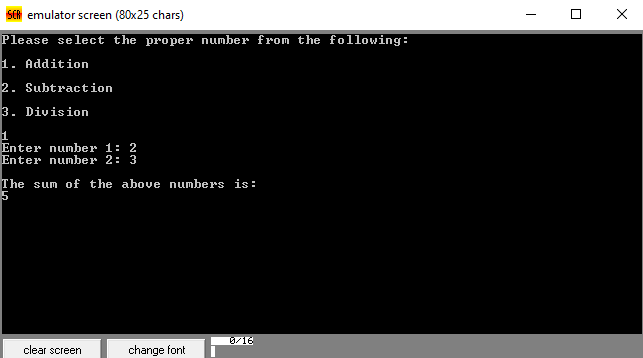 SCR emulator screen (80x25 chars)
Please select the proper number from the following:
1. Addition
2. Subtraction
3. Division
1
Enter number 1: 2
Enter number 2: 3
The sum of the above numbers is:
5
clear screen change font 0/16